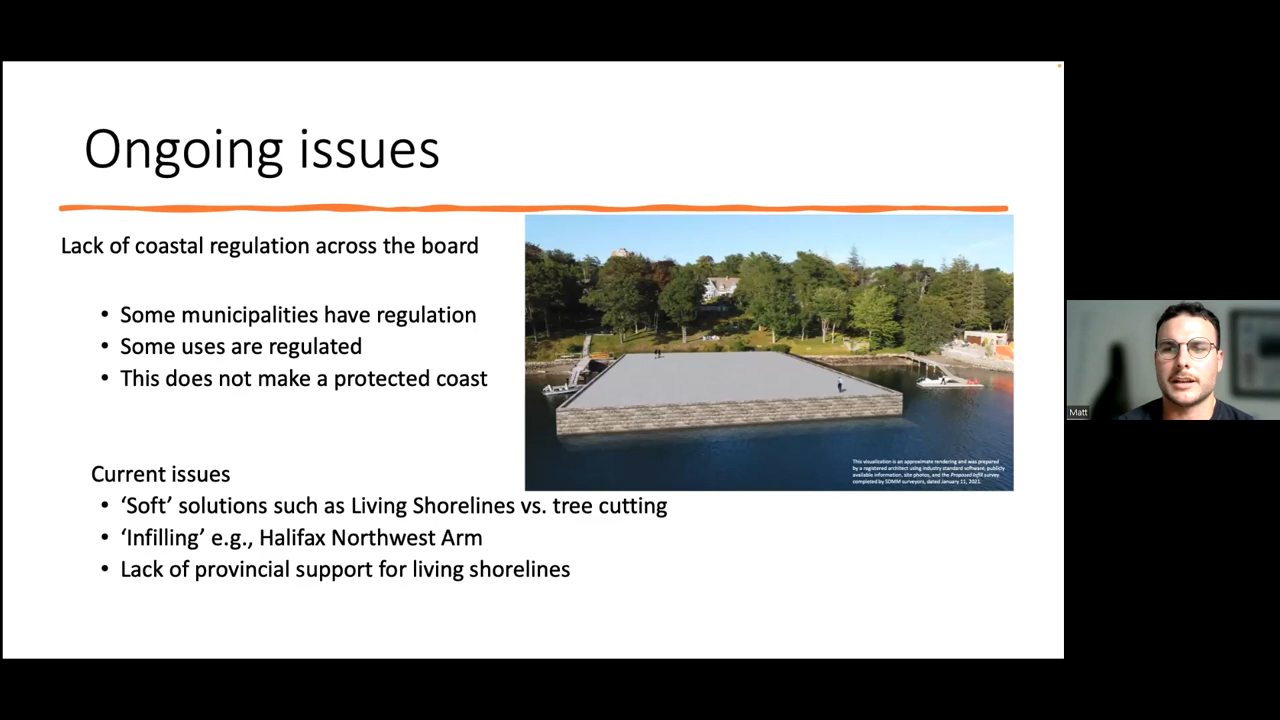 Ongoing issues
Lack of coastal regulation across the board
• Some municipalities have regulation
• Some uses are regulated
• This does not make a protected coast
This visualization is an approximate rendering and was prepared
by a registered architect using industry standard software, publicly
available information, site photos, and the Proposed Infill survey
completed by SDMM surveyors, dated January 11, 2021.
Current issues
• ‘Soft’ solutions such as Living Shorelines vs. tree cutting
• ‘Infilling’ e.g., Halifax Northwest Arm
• Lack of provincial support for living shorelines
Matt